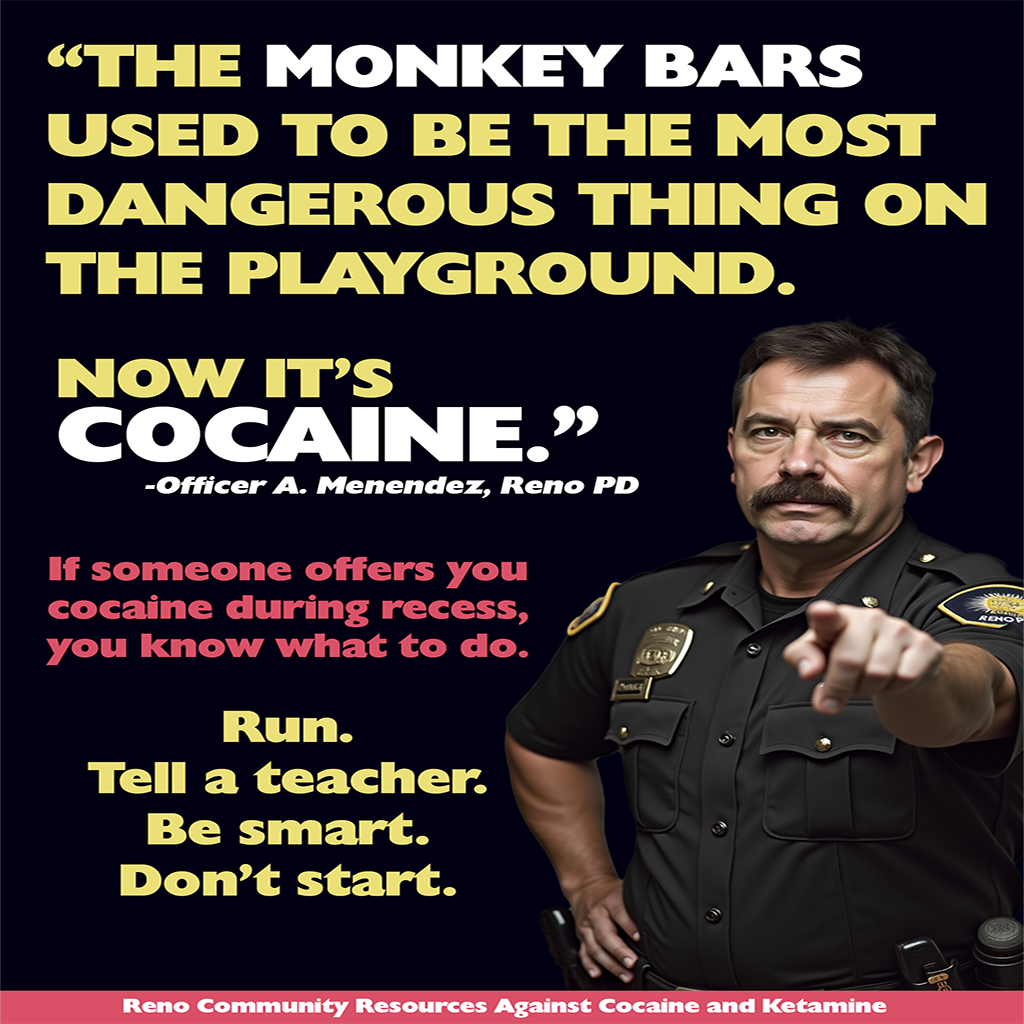 “THE MONKEY BARS
USED TO BE THE MOST
DANGEROUS THING ON
THE PLAYGROUND.
NOW IT’S
COCAINE.”
-Officer A. Menendez, Reno PD
If someone offers you
cocaine during recess,
you know what to do.
Run.
Tell a teacher.
Be smart.
Don’t start.
Reno Community Resources Against Cocaine and Ketamine